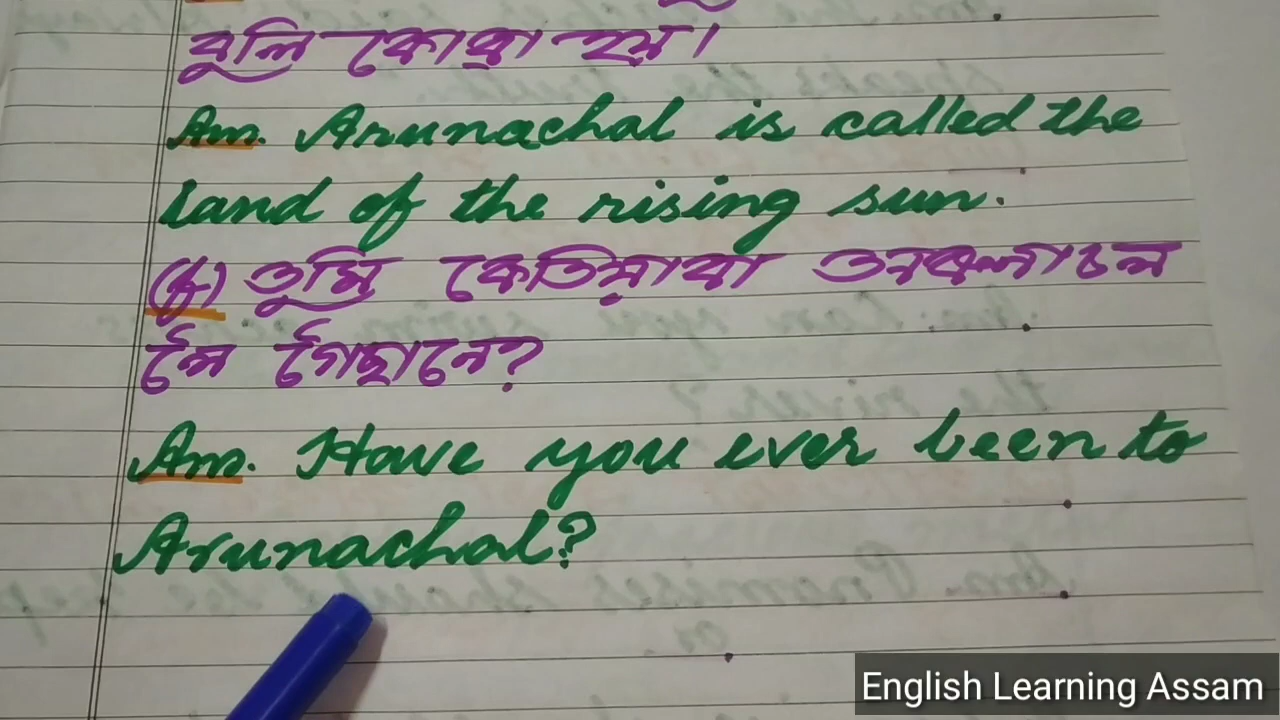 বুলি কোৱা হয়।
Ans. Arunachal is called the
land of the rising sun.
(f) তুমি কেতিয়াবা অৰুণাচল
লৈ গৈছানে?
Ans. Have you ever been to
Arunachal?
English Learning Assam